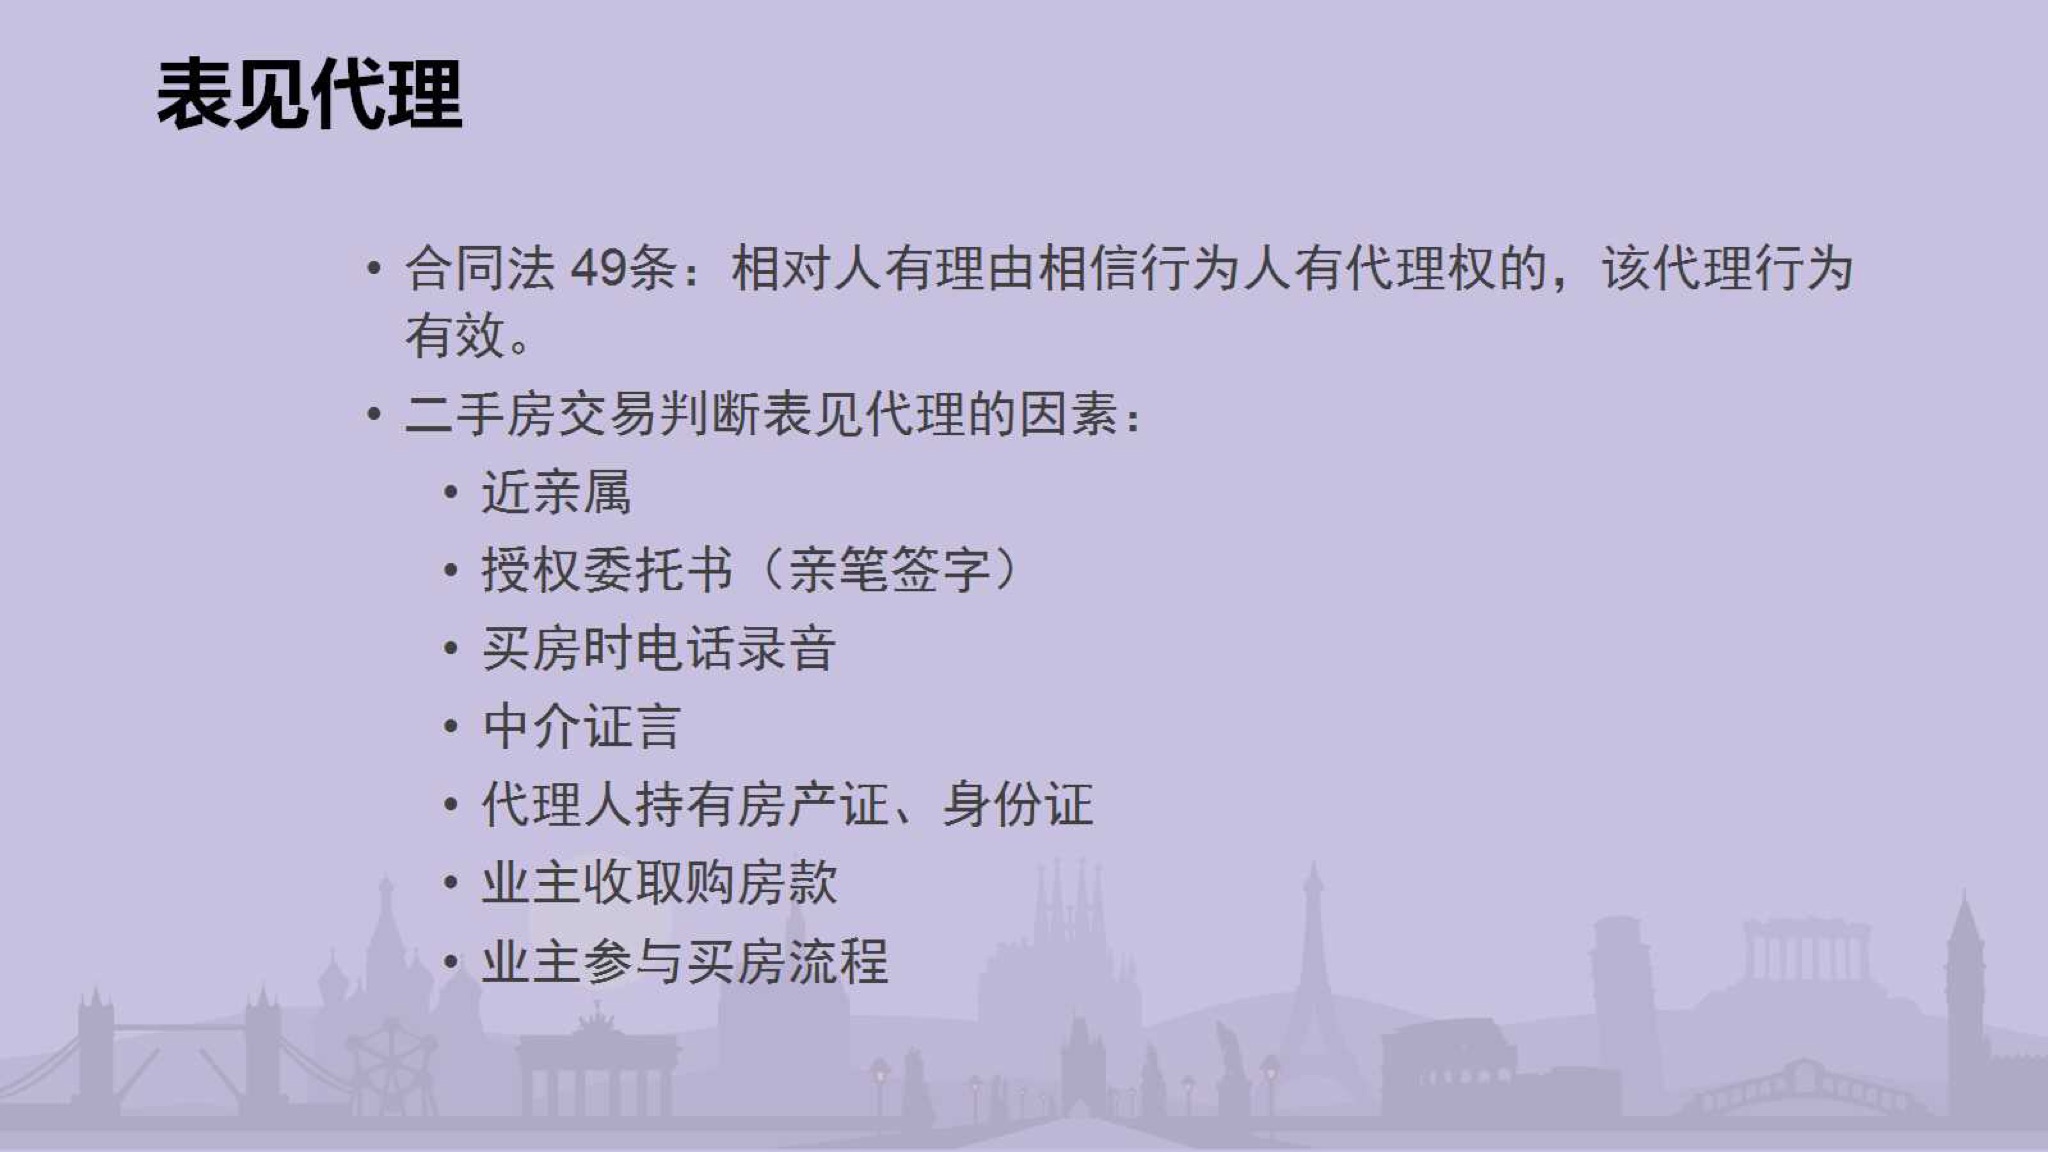 表见代理
• 合同法 49条：相对人有理由相信行为人有代理权的，该代理行为
有效。
• 二手房交易判断表见代理的因素：
• 近亲属
• 授权委托书（亲笔签字）
• 买房时电话录音
• 中介证言
• 代理人持有房产证、身份证
• 业主收取购房款
• 业主参与买房流程